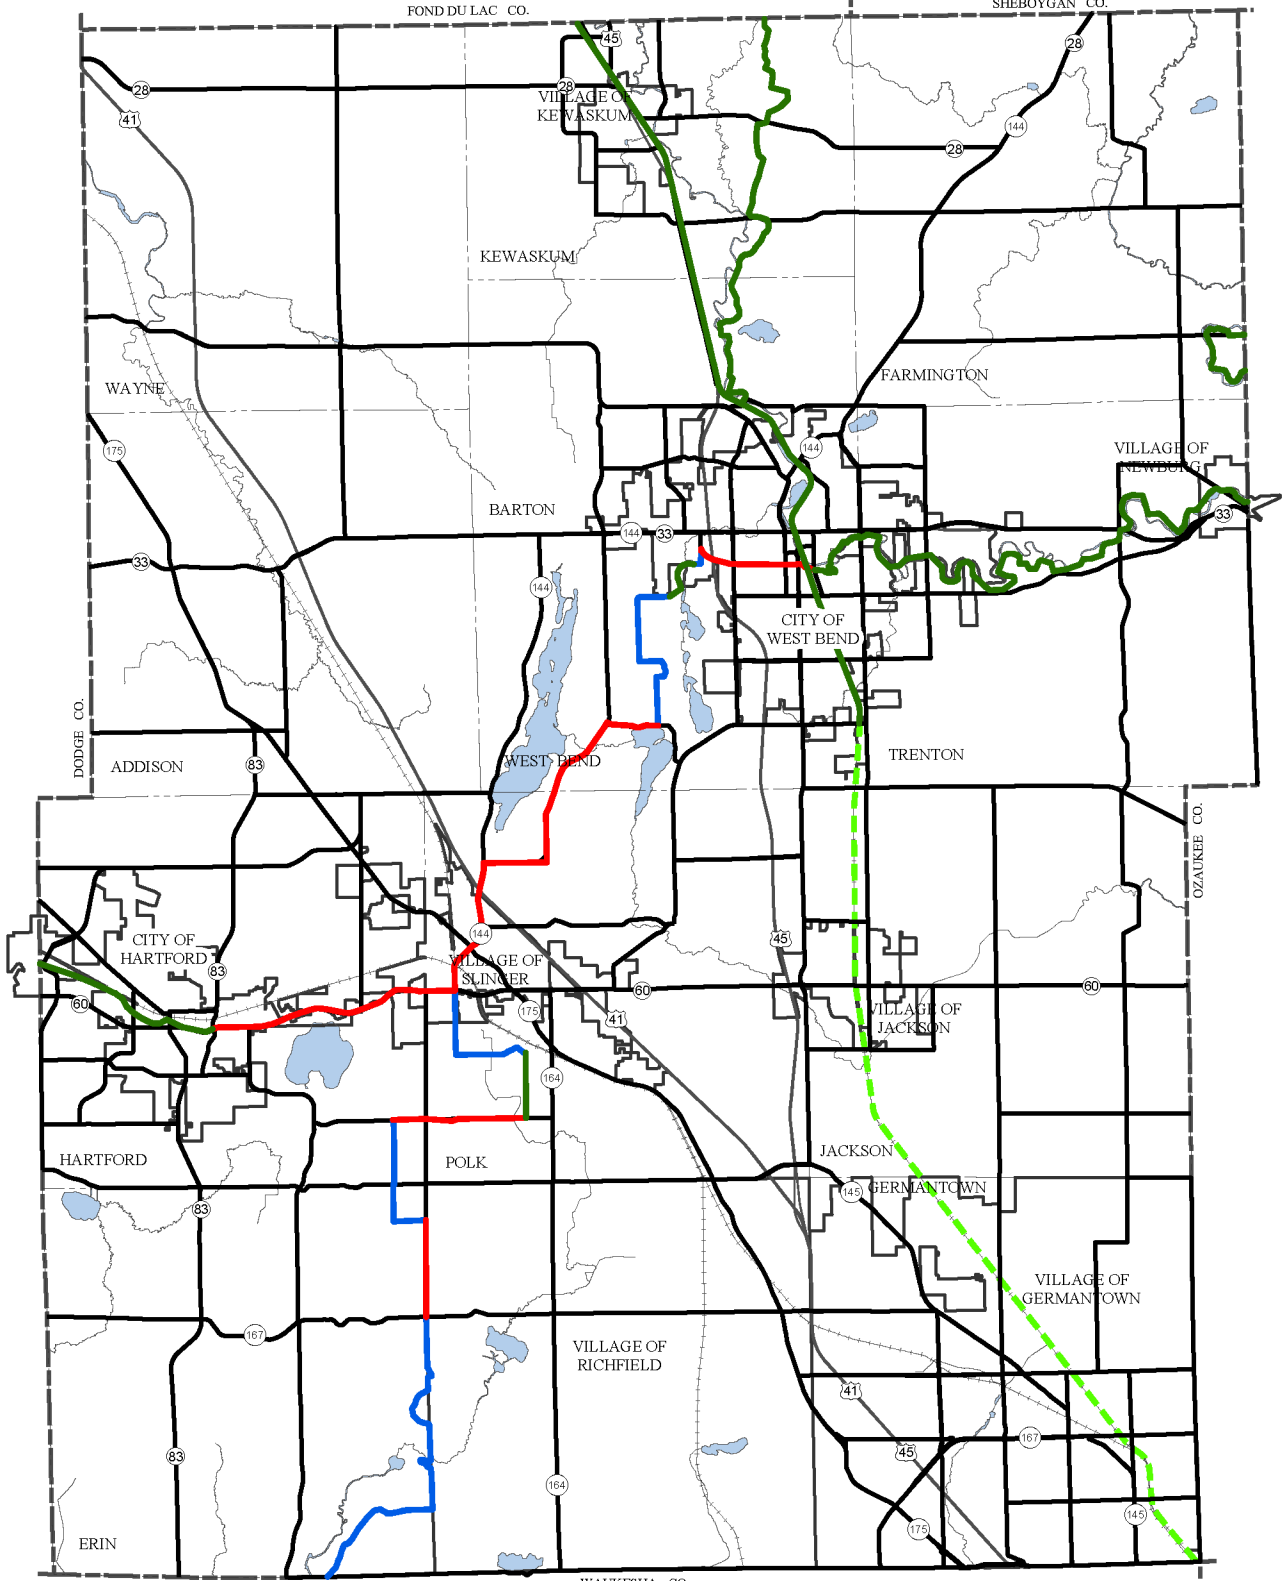 FOND DU LAC CO.
SHEBOYGAN CO.
45
28
28
28
41
VILLAGE OF
KEWASKUM
144
28
KEWASKUM
WAYNE
FARMINGTON
175
144
VILLAGE OF
NEWBURG
BARTON
33
144
33
33
144
CITY OF
WEST BEND
DODGE CO.
ADDISON
83
WEST BEND
TRENTON
OZAUKEE CO.
CITY OF
HARTFORD
144
45
83
VILLAGE OF
SLINGER
60
60
60
175
41
VILLAGE OF
JACKSON
164
HARTFORD
POLK
JACKSON
GERMANTOWN
145
83
VILLAGE OF
GERMANTOWN
167
VILLAGE OF
RICHFIELD
41
167
45
83
164
145
175
ERIN
WAUKESHA CO.